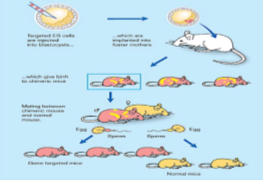 Targeted ES cells
are injected
into blastocysts...
...which are
implanted into
foster mothers
...which give birth
to chimeric mice
Mating between
chimeric mouse
and normal
mouse.
Egg
Sperm
Egg
Sperm
Gene targeted mice
Normal mice